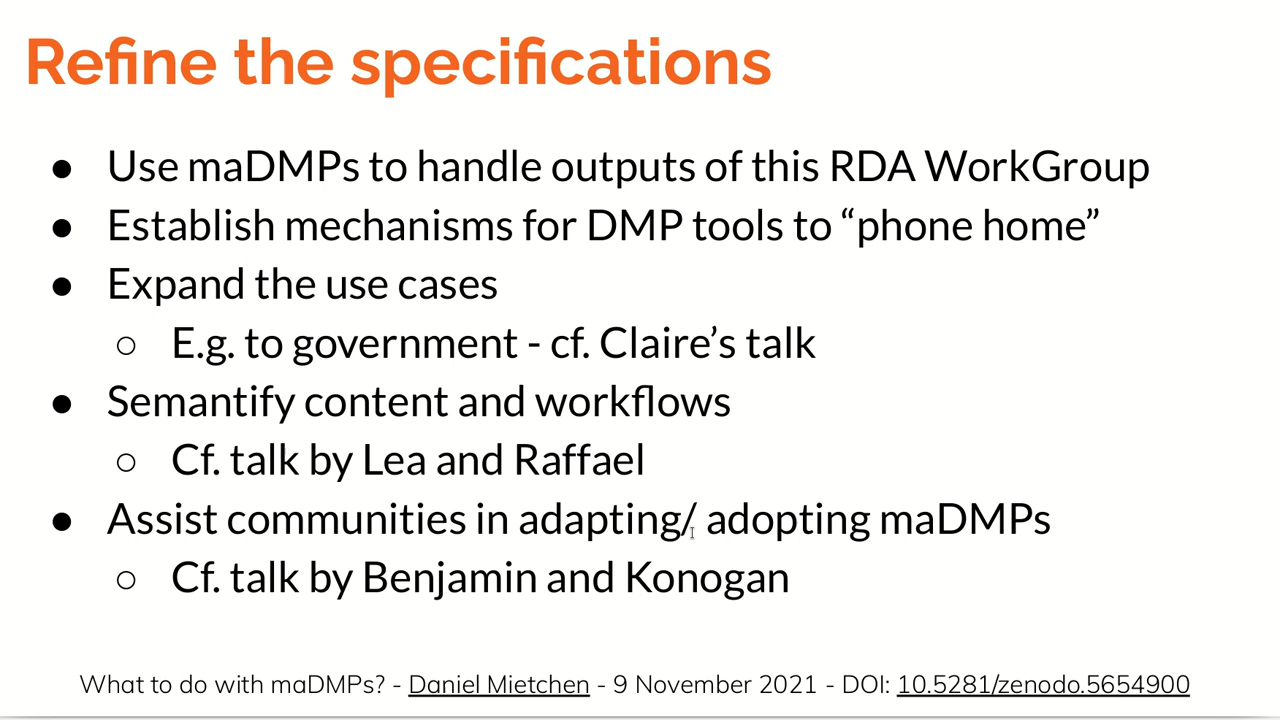 Refine the specifications
● Use maDMPs to handle outputs of this RDA WorkGroup
● Establish mechanisms for DMP tools to “phone home”
● Expand the use cases
○ E.g. to government - cf. Claire’s talk
● Semantify content and workflows
○ Cf. talk by Lea and Raffael
● Assist communities in adapting/ adopting maDMPs
○ Cf. talk by Benjamin and Konogan
What to do with maDMPs? - Daniel Mietchen - 9 November 2021 - DOI: 10.5281/zenodo.5654900